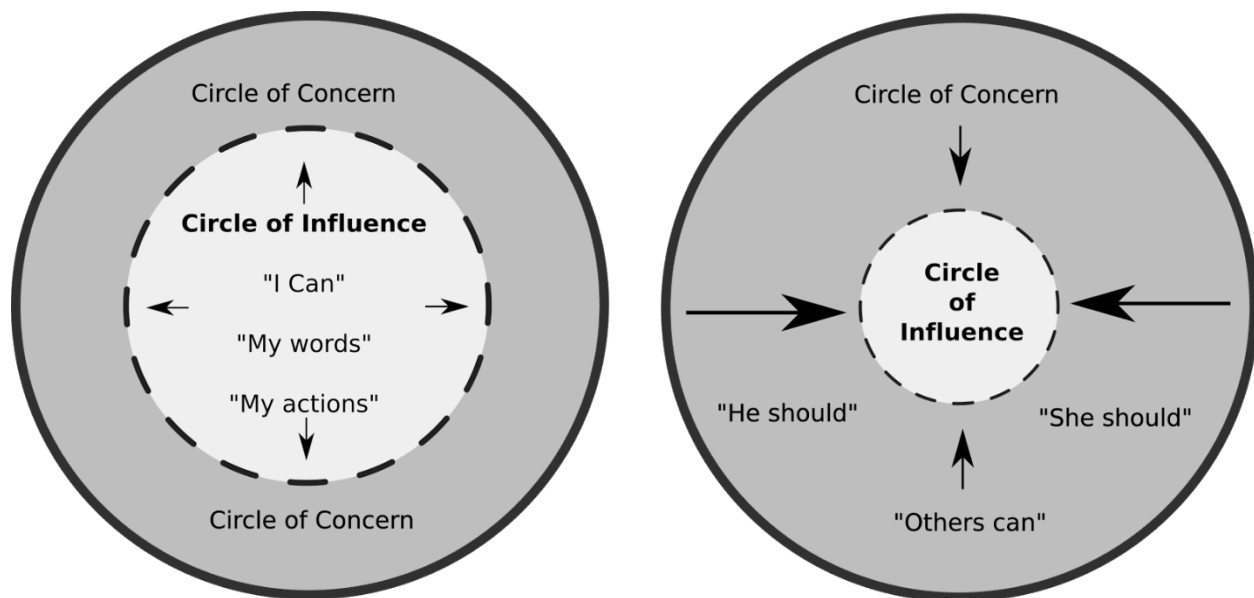 Circle of Concern
Circle of Influence
"I Can"
"My words"
"My actions"
Circle of Concern
Circle of Concern
Circle
of
Influence
"He should"
"She should"
"Others can"